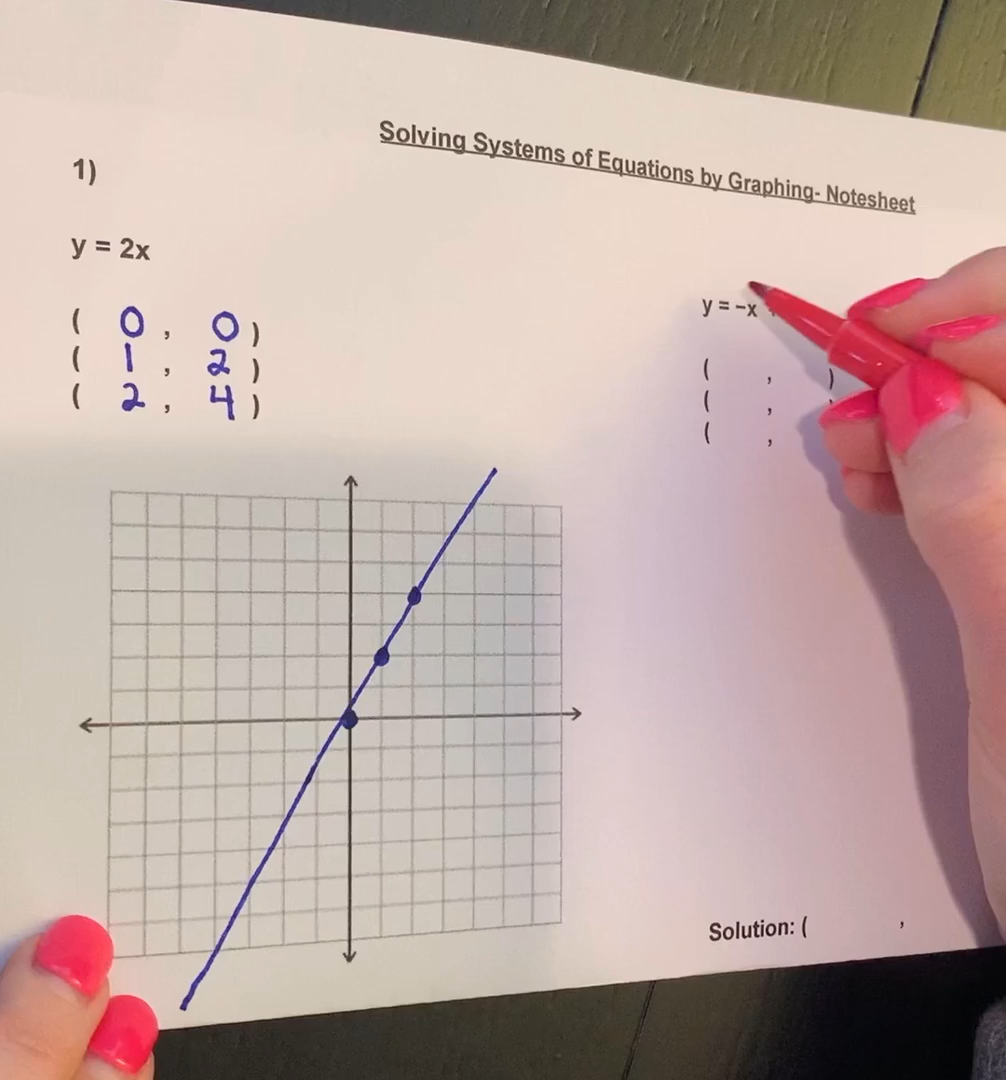 Solving Systems of Equations by Graphing- Notesheet
1)
y = 2x
( 0 , 0 )
( 1 , 2 )
( 2 , 4 )
y = -x
( , )
( ,
( ,
Solution: ( ,